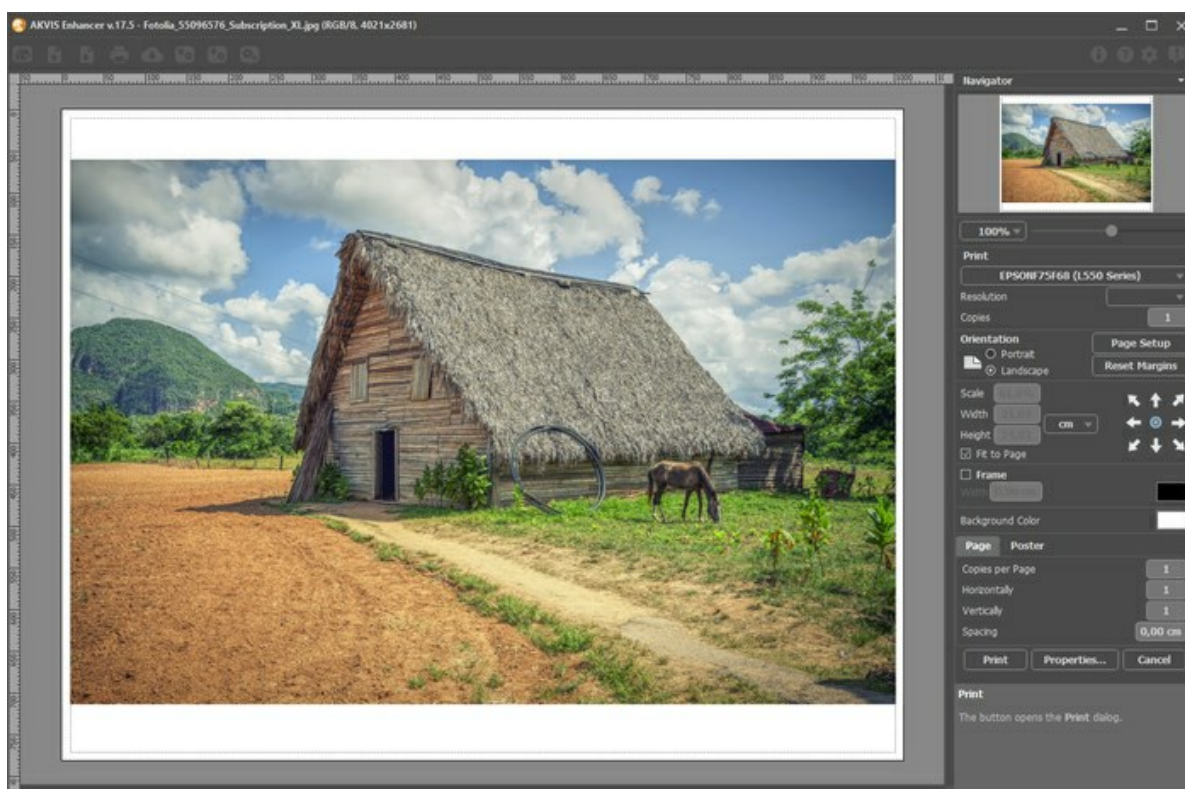 AKVIS Enhancer v.17.5 - Fotolia_55096576_Subscription_XL.jpg (RGB/8, 4021x2681)
Navigator
100%
Print
EPSON1F75F68 (L550 Series)
Resolution
Copies 1
Orientation
Portrait
Landscape
Page Setup
Reset Margins
Scale
Width
cm
Height
Fit to Page
Frame
Width
Background Color
Page Poster
Copies per Page 1
Horizontally 1
Vertically 1
Spacing 0,00 cm
Print Properties... Cancel
Print
The button opens the Print dialog.